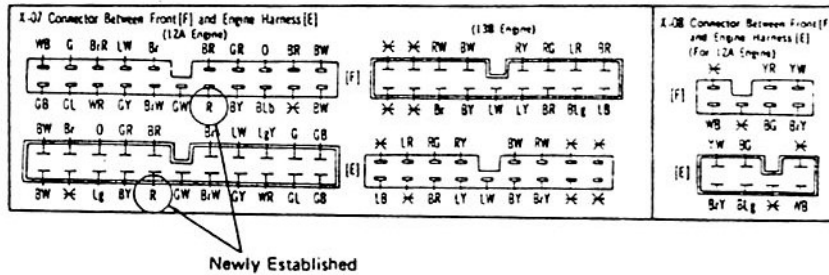 X-07 Connector Between Front[F] and Engine Harness[E]
(12A Engine)
(13B Engine)
WB G BrR LW Br BR GR O BR BW
[F]
GB GL WR GY BrW GW R BY BLb BW
BW Br O GR BR Br LW LgY G GB
[E]
BW Lg BY R GW BrW GY WR GL GB
RW BW RY RG LR BR
Br BY LW LY BR BLg LB
LR RG RY BW RW
LB BR LY LW BY BrY
X-08 Connector Between Front[F]
and Engine Harness[E]
(For 12A Engine)
YR YW
[F]
WB BG BrY
YW BG
[E]
BrY BLg WB
Newly Established